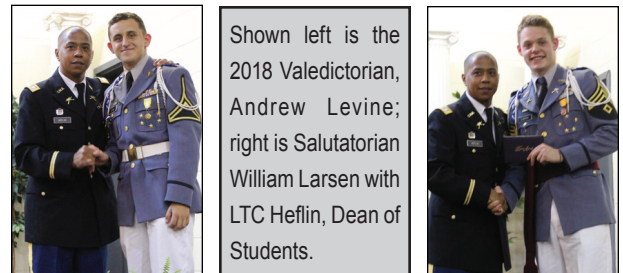 Shown left is the
2018 Valedictorian,
Andrew Levine;
right is Salutatorian
William Larsen with
LTC Heflin, Dean of
Students.